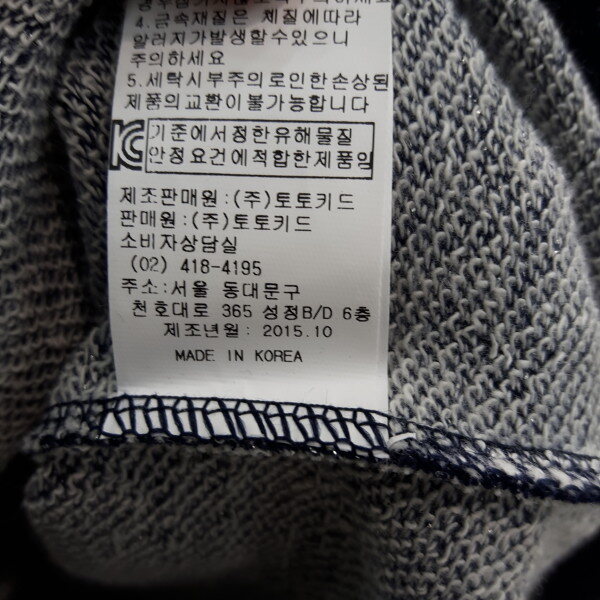 4. 금속재질은 체질에따라
알러지가발생할수있으니
주의하세요
5.세탁시부주의로인한손상된
제품의교환이불가능합니다
KC 기준에서정한유해물질
안정요건에적합한제품임
제조판매원:(주)토토키드
판매원:(주)토토키드
소비자상담실
(02) 418-4195
주소:서울 동대문구
천호대로 365 성정B/D 6층
제조년월 : 2015.10
MADE IN KOREA